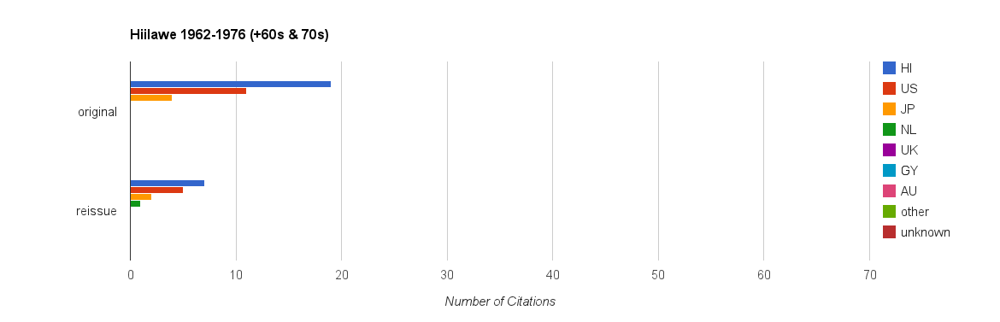 Hiilawe 1962-1976 (+60s & 70s)
original
reissue
0 10 20 30 40 50 60 70
Number of Citations
HI
US
JP
NL
UK
GY
AU
other
unknown